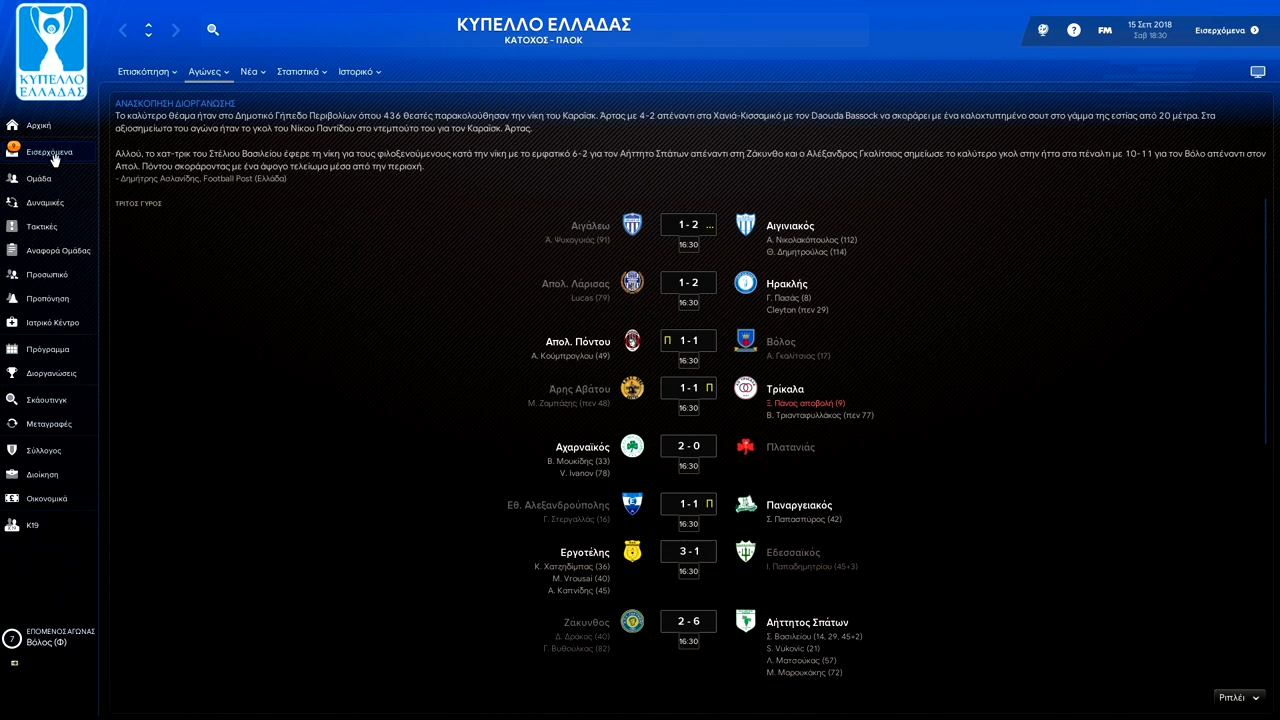 ΚΥΠΕΛΛΟ ΕΛΛΑΔΑΣ
ΚΥΠΕΛΛΟ ΕΛΛΑΔΑΣ
ΚΑΤΟΧΟΣ - ΠΑΟΚ
FM
15 Σεπ 2018
Σαβ 18:30
Εισερχόμενα
Επισκόπηση
Αγώνες
Νέα
Στατιστικά
Ιστορικό
Αρχική
Εισερχόμενα
Ομάδα
Δυναμικές
Τακτικές
Αναφορά Ομάδας
Προσωπικό
Προπόνηση
Ιατρικό Κέντρο
Πρόγραμμα
Διοργανώσεις
Σκάουτινγκ
Μεταγραφές
Σύλλογος
Διοίκηση
Οικονομικά
Κ19
7
ΕΠΟΜΕΝΟΣ ΑΓΩΝΑΣ
Βόλος (Φ)
ΑΝΑΣΚΟΠΗΣΗ ΔΙΟΡΓΑΝΩΣΗΣ
Το καλύτερο θέαμα ήταν στο Δημοτικό Γήπεδο Περιβολίων όπου 436 θεατές παρακολούθησαν την νίκη του Καραϊσκ. Άρτας με 4-2 απέναντι στα Χανιά-Κισσαμικό με τον Daouda Bassock να σκοράρει με ένα καλοχτυπημένο σουτ στο γάμμα της εστίας από 20 μέτρα. Στα
αξιοσημείωτα του αγώνα ήταν το γκολ του Νίκου Παντίδου στο ντεμπούτο του για τον Καραϊσκ. Άρτας.
Αλλού, το χατ-τρικ του Στέλιου Βασιλείου έφερε τη νίκη για τους φιλοξενούμενους κατά την νίκη με το εμφατικό 6-2 για τον Αήττητο Σπάτων απέναντι στη Ζάκυνθο και ο Αλέξανδρος Γκαλίτσιος σημείωσε το καλύτερο γκολ στην ήττα στα πέναλτι με 10-11 για τον Βόλο απέναντι στον
Απολ. Πόντου σκοράροντας με ένα άψογο τελείωμα μέσα από την περιοχή.
- Δημήτρης Ασλανίδης, Football Post (Ελλάδα)
ΤΡΙΤΟΣ ΓΥΡΟΣ
Αιγάλεω 1 - 2 ... Αιγινιακός
Ά. Ψυχογυιός (91) 16:30 Α. Νικολακόπουλος (112)
Θ. Δημητρούλας (114)
Απολ. Λάρισας 1 - 2 Ηρακλής
Lucas (79) 16:30 Γ. Πασάς (8)
Cleyton (πεν 29)
Απολ. Πόντου Π 1 - 1 Βόλος
Α. Κούμπρογλου (49) 16:30 Α. Γκαλίτσιος (17)
Άρης Αβάτου 1 - 1 Π Τρίκαλα
Μ. Ζαμπάζης (πεν 48) 16:30 Ξ. Πάνος αποβολή (9)
Β. Τριανταφυλλάκος (πεν 77)
Αχαρναϊκός 2 - 0 Πλατανιάς
Β. Μουκίδης (33) 16:30
V. Ivanov (78)
Εθ. Αλεξανδρούπολης 1 - 1 Π Παναργειακός
Γ. Στεργαλλάς (16) 16:30 Σ. Παπασπύρος (42)
Εργοτέλης 3 - 1 Εδεσσαϊκός
Κ. Χατζηδίμπας (36) 16:30 Ι. Παπαδημητρίου (45+3)
M. Vrousai (40)
Α. Καπνίδης (45)
Ζάκυνθος 2 - 6 Αήττητος Σπάτων
Δ. Δράκος (40) 16:30 Σ. Βασιλείου (14, 29, 45+2)
Γ. Βυθούλκας (82) S. Vukovic (21)
Λ. Ματσούκας (57)
Μ. Μαρουκάκης (72)
Ριπλέι